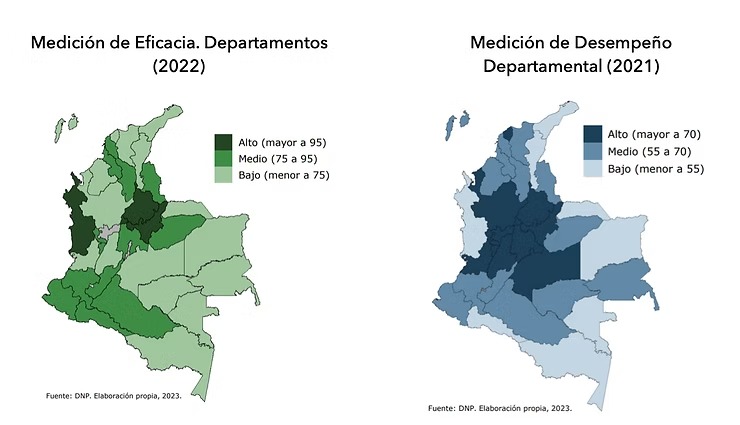 Medición de Eficacia. Departamentos
(2022)
Alto (mayor a 95)
Medio (75 a 95)
Bajo (menor a 75)
Fuente: DNP. Elaboración propia, 2023.
Medición de Desempeño
Departamental (2021)
Alto (mayor a 70)
Medio (55 a 70)
Bajo (menor a 55)
Fuente: DNP. Elaboración propia, 2023.